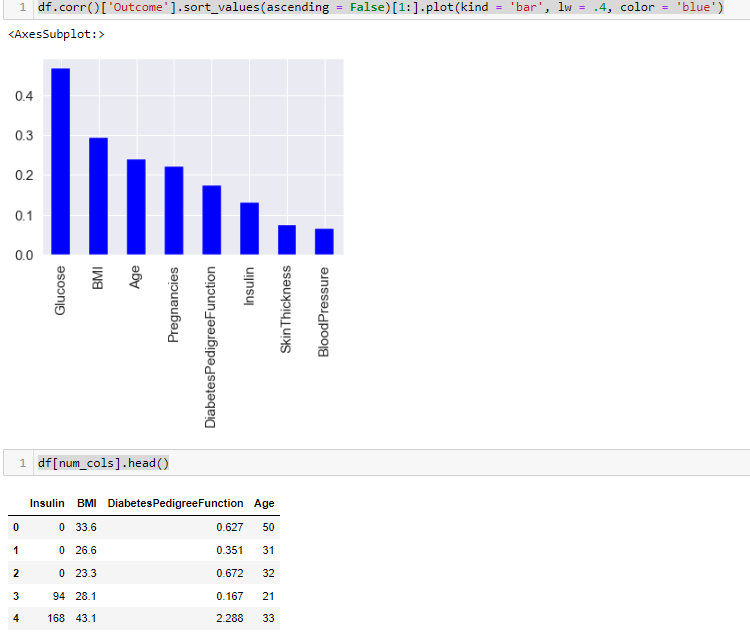 1 df.corr()['Outcome'].sort_values(ascending = False)[1:].plot(kind = 'bar', lw = .4, color = 'blue')
<AxesSubplot:>
0.4
0.3
0.2
0.1
0.0
Glucose
BMI
Age
Pregnancies
DiabetesPedigreeFunction
Insulin
SkinThickness
BloodPressure
1 df[num_cols].head()
Insulin BMI DiabetesPedigreeFunction Age
0 0 33.6 0.627 50
1 0 26.6 0.351 31
2 0 23.3 0.672 32
3 94 28.1 0.167 21
4 168 43.1 2.288 33